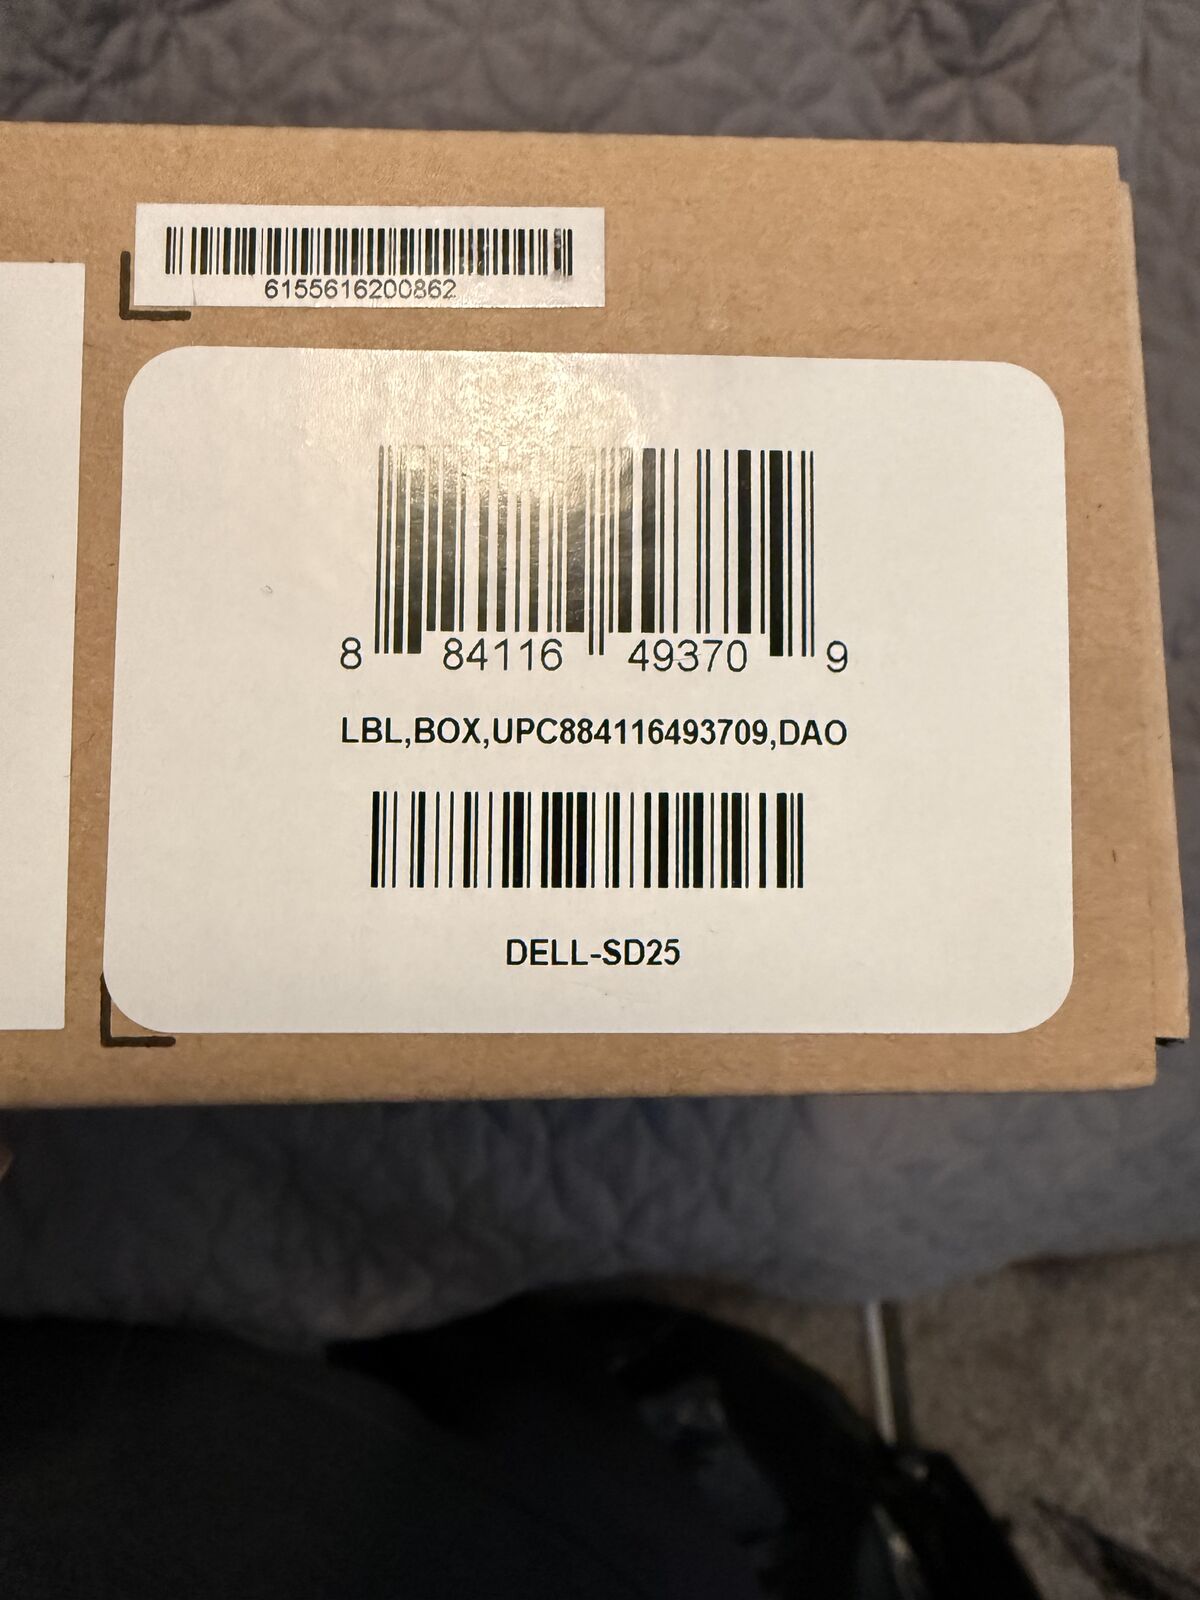 6155616200862
8 84116 49370 9
LBL,BOX,UPC884116493709,DAO
DELL-SD25